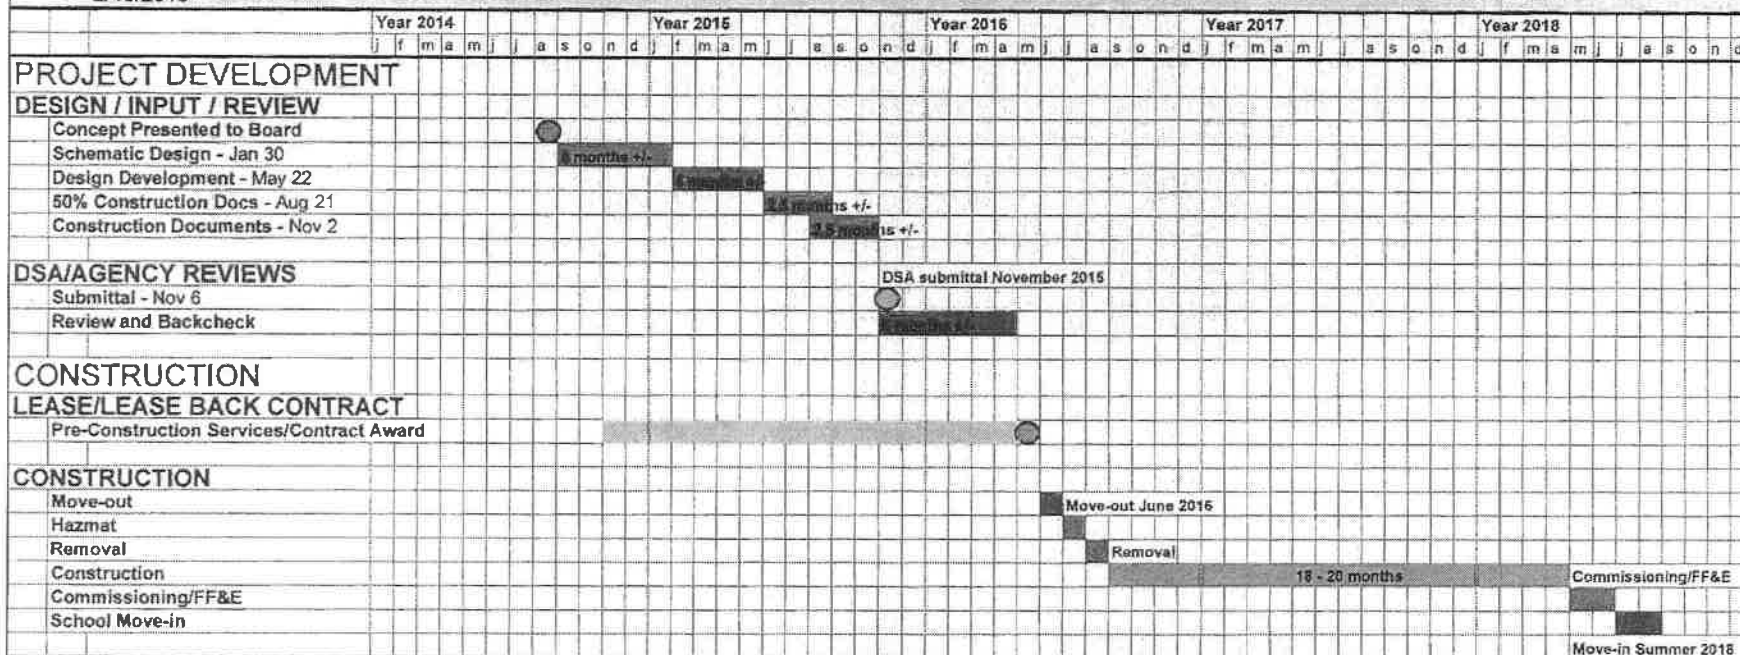 Year 2014 Year 2015 Year 2016 Year 2017 Year 2018
j f m a m j j a s o n d j f m a m j j a s o n d j f m a m j j a s o n d j f m a m j j a s o n d j f m a m j j a s o n d
PROJECT DEVELOPMENT
DESIGN / INPUT / REVIEW
Concept Presented to Board
Schematic Design - Jan 30 months +/-
Design Development - May 22 months +/-
50% Construction Docs - Aug 21 2.5 months +/-
Construction Documents - Nov 2 2.5 months +/-
DSA/AGENCY REVIEWS DSA submittal November 2015
Submittal - Nov 6
Review and Backcheck months +/-
CONSTRUCTION
LEASE/LEASE BACK CONTRACT
Pre-Construction Services/Contract Award
CONSTRUCTION
Move-out Move-out June 2016
Hazmat
Removal Removal
Construction 18 - 20 months Commissioning/FF&E
Commissioning/FF&E
School Move-in
Move-in Summer 2018